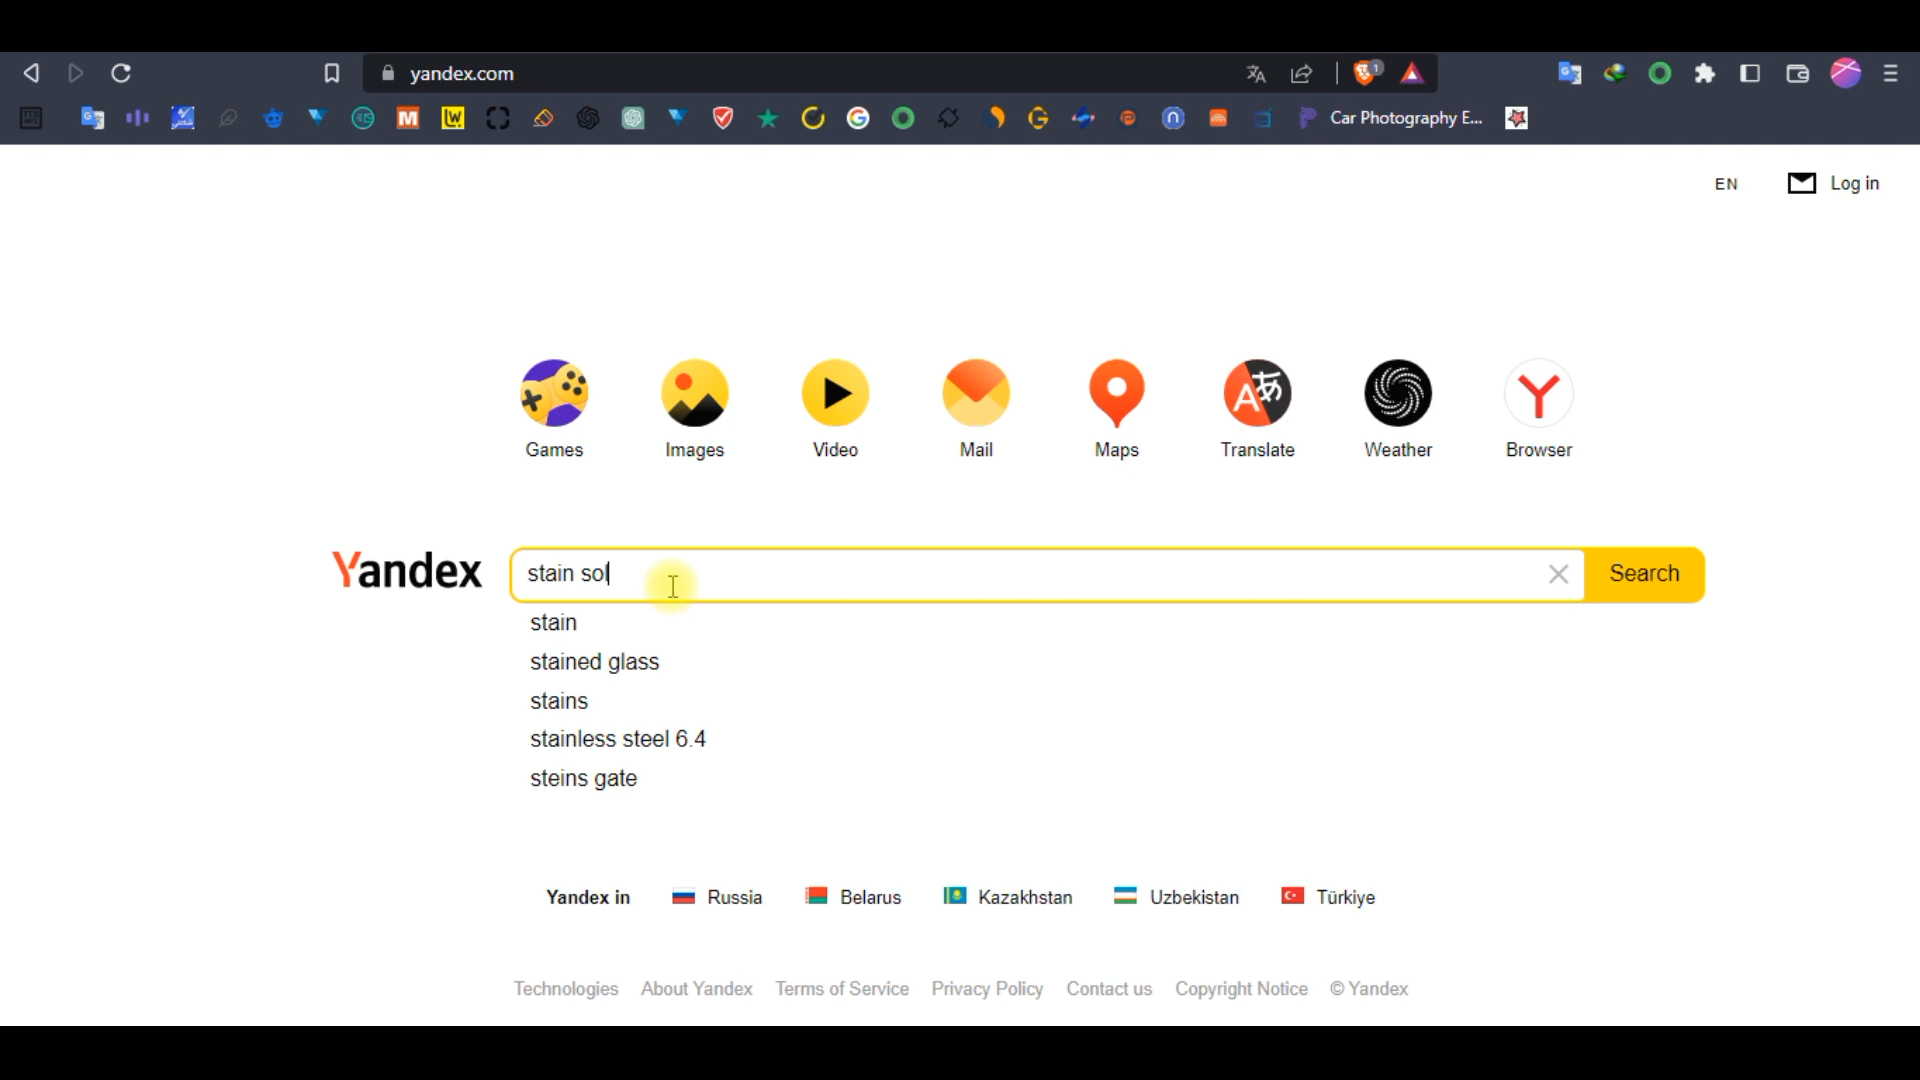 yandex.com
1
Car Photography E...
EN
Log in
Games
Images
Video
Mail
Maps
Translate
Weather
Browser
Yandex
stain sol
Search
stain
stained glass
stains
stainless steel 6.4
steins gate
Yandex in
Russia
Belarus
Kazakhstan
Uzbekistan
Türkiye
Technologies
About Yandex
Terms of Service
Privacy Policy
Contact us
Copyright Notice
© Yandex